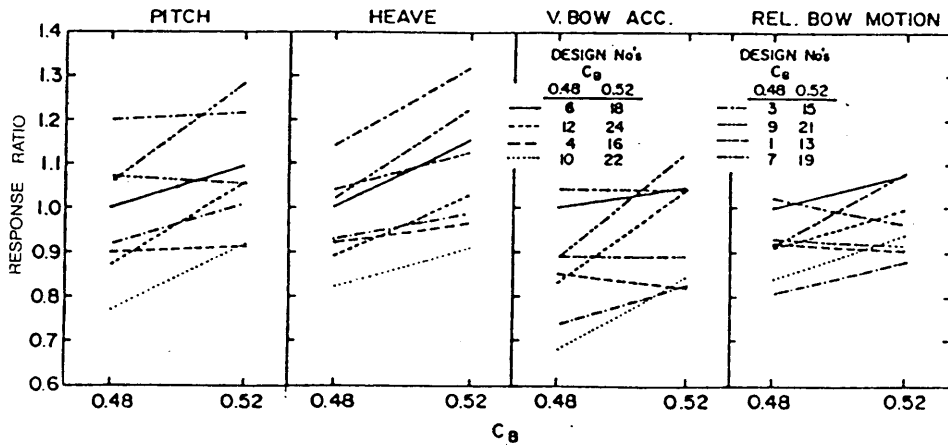 PITCH HEAVE V. BOW ACC. REL. BOW MOTION
1.4
1.3
1.2
1.1
1.0
0.9
0.8
0.7
0.6
RESPONSE RATIO
DESIGN No's
CB
0.48 0.52
6 18
12 24
4 16
10 22
DESIGN No's
CB
0.48 0.52
3 15
9 21
1 13
7 19
0.48 0.52 0.48 0.52 0.48 0.52 0.48 0.52
CB